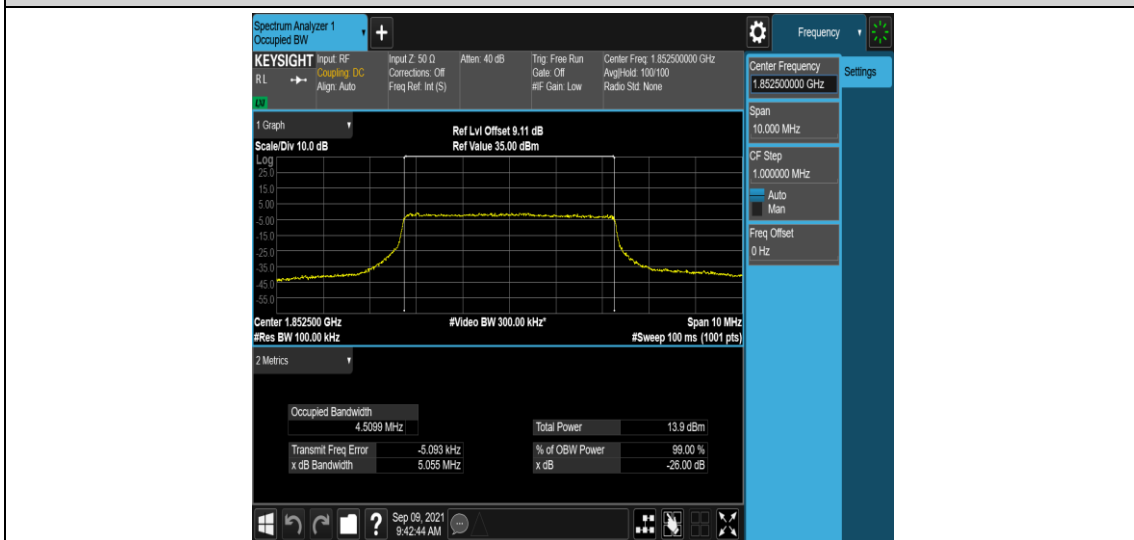 Spectrum Analyzer 1
Occupied BW
+
Frequency
KEYSIGHT
RL
LXI
Input: RF
Coupling: DC
Align: Auto
Input Z: 50 Ω
Corrections: Off
Freq Ref: Int (S)
Atten: 40 dB
Trig: Free Run
Gate: Off
#IF Gain: Low
Center Freq: 1.852500000 GHz
Avg|Hold: 100/100
Radio Std: None
Center Frequency
1.852500000 GHz
Settings
Span
10.000 MHz
CF Step
1.000000 MHz
Auto
Man
Freq Offset
0 Hz
1 Graph
Scale/Div 10.0 dB
Ref Lvl Offset 9.11 dB
Ref Value 35.00 dBm
Log
25.0
15.0
5.00
-5.00
-15.0
-25.0
-35.0
-45.0
-55.0
Center 1.852500 GHz
#Video BW 300.00 kHz*
Span 10 MHz
#Res BW 100.00 kHz
#Sweep 100 ms (1001 pts)
2 Metrics
Occupied Bandwidth
4.5099 MHz
Total Power 13.9 dBm
Transmit Freq Error -5.093 kHz
% of OBW Power 99.00 %
x dB Bandwidth 5.055 MHz
x dB -26.00 dB
?
Sep 09, 2021
9:42:44 AM